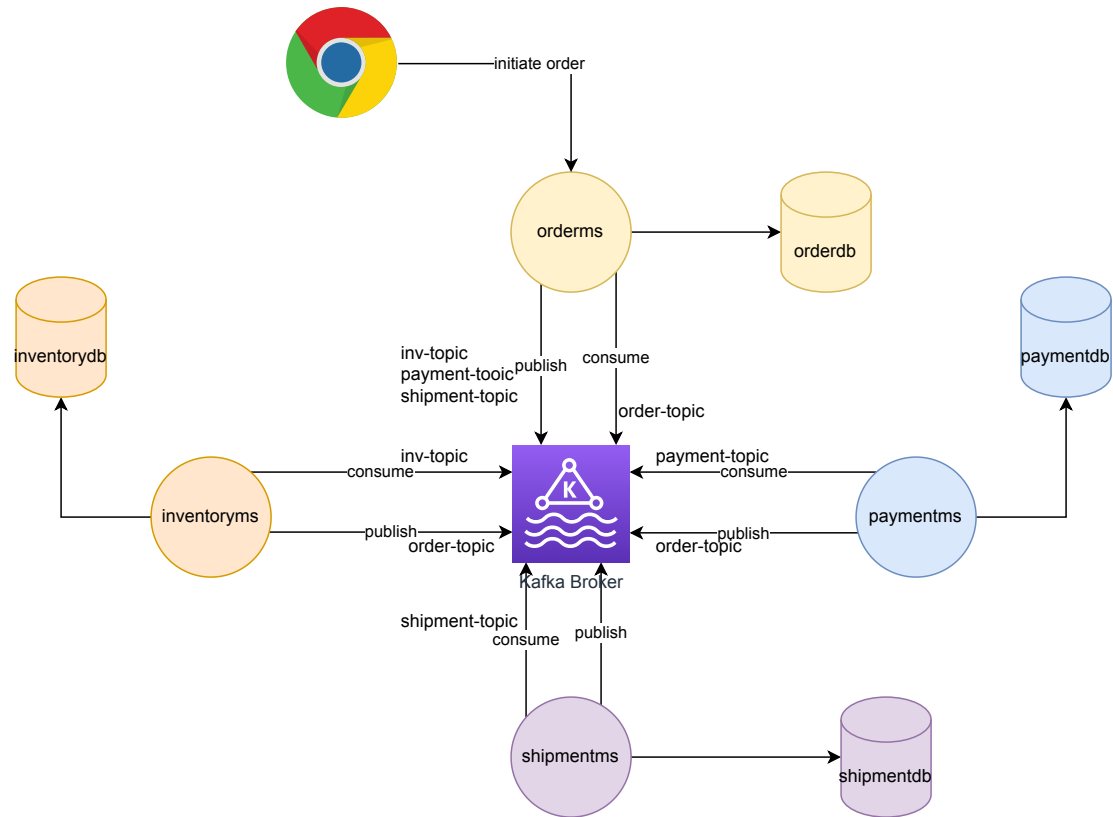 initiate order
orderms
orderdb
inventorydb
paymentdb
inv-topic
payment-tooic
shipment-topic
publish
consume
order-topic
inv-topic
consume
payment-topic
consume
inventoryms
K
paymentms
publish
order-topic
publish
order-topic
Kafka Broker
shipment-topic
consume
publish
shipmentms
shipmentdb